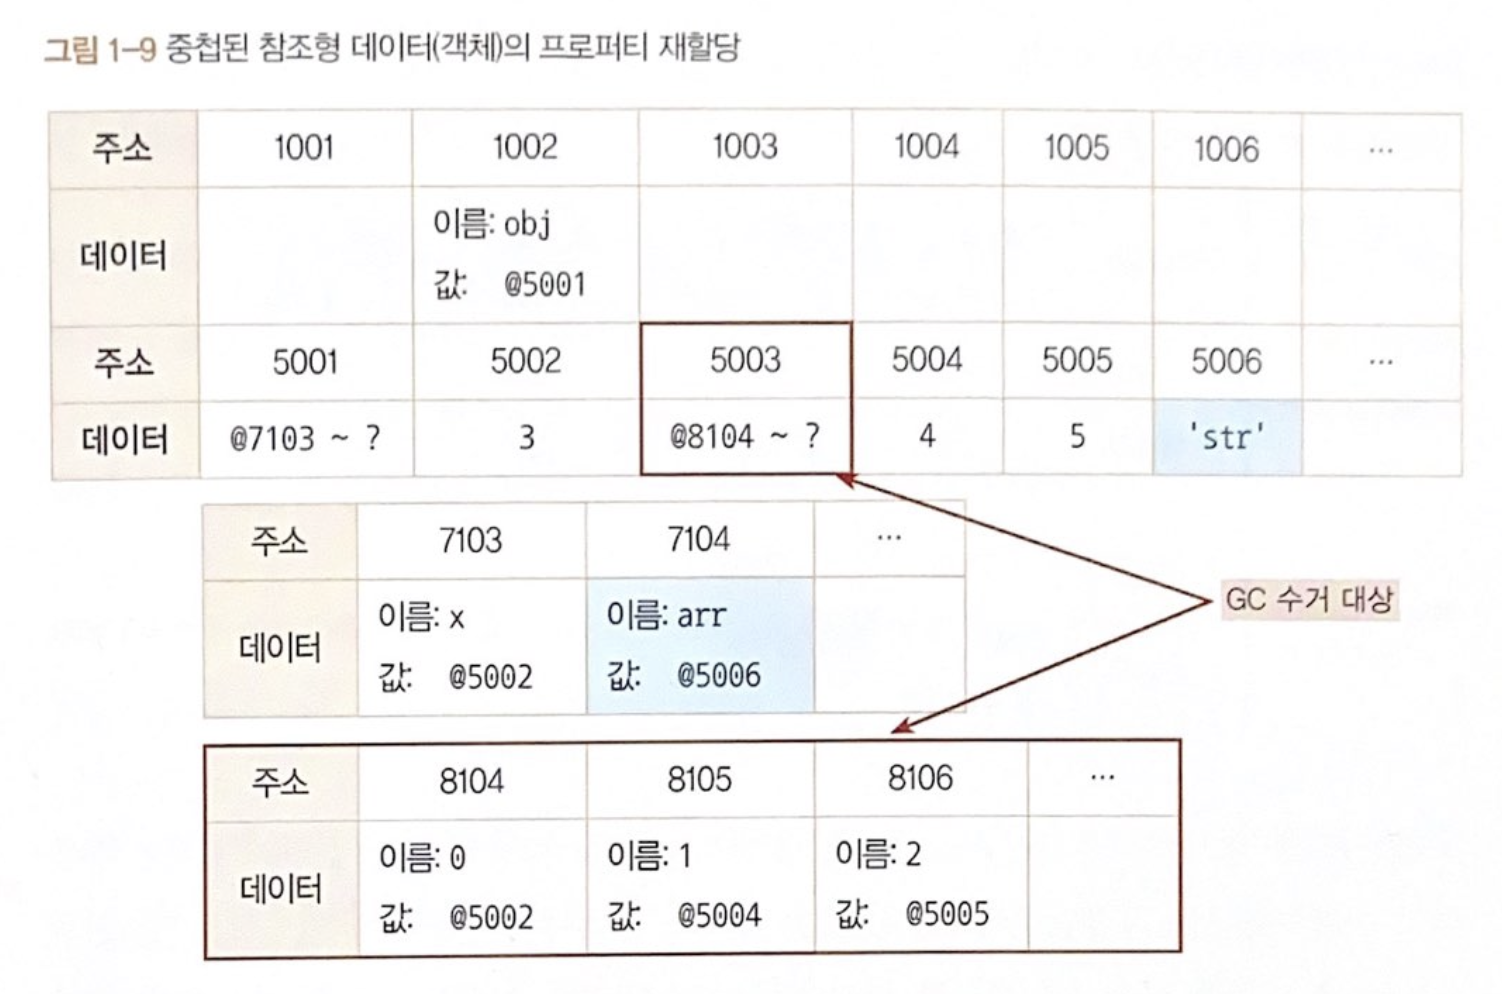 그림 1-9 중첩된 참조형 데이터(객체)의 프로퍼티 재할당
주소 1001 1002 1003 1004 1005 1006 …
데이터
이름: obj
값: @5001
주소 5001 5002 5003 5004 5005 5006 …
데이터 @7103 ~ ? 3 @8104 ~ ? 4 5 'str'
주소 7103 7104 …
데이터
이름: x 이름: arr
값: @5002 값: @5006
GC 수거 대상
주소 8104 8105 8106 …
데이터
이름: 0 이름: 1 이름: 2
값: @5002 값: @5004 값: @5005